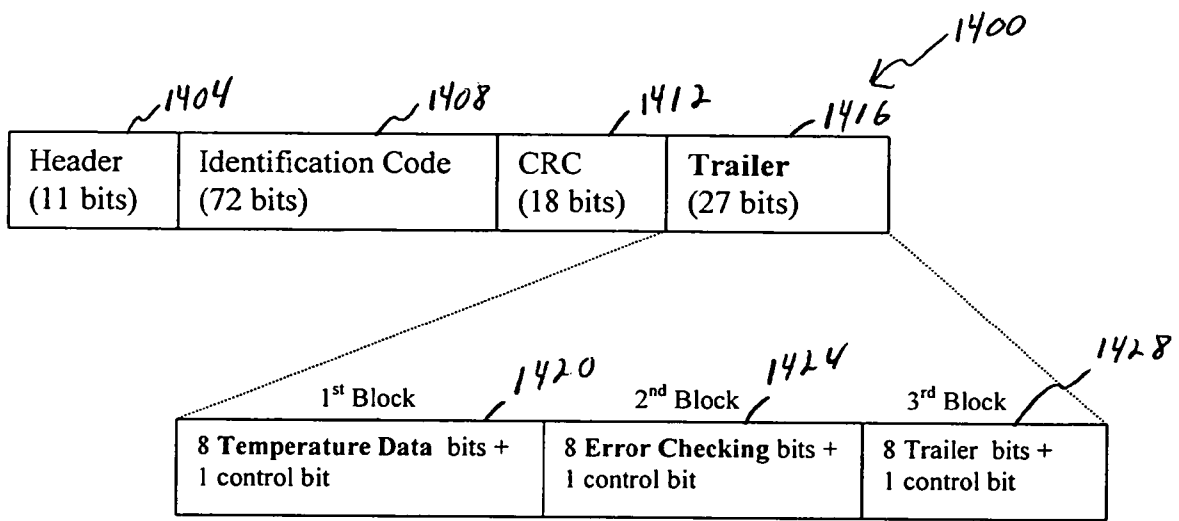 1400
1404
1408
1412
1416
Header
(11 bits)
Identification Code
(72 bits)
CRC
(18 bits)
Trailer
(27 bits)
1420
1424
1428
1st Block
2nd Block
3rd Block
8 Temperature Data bits +
1 control bit
8 Error Checking bits +
1 control bit
8 Trailer bits +
1 control bit